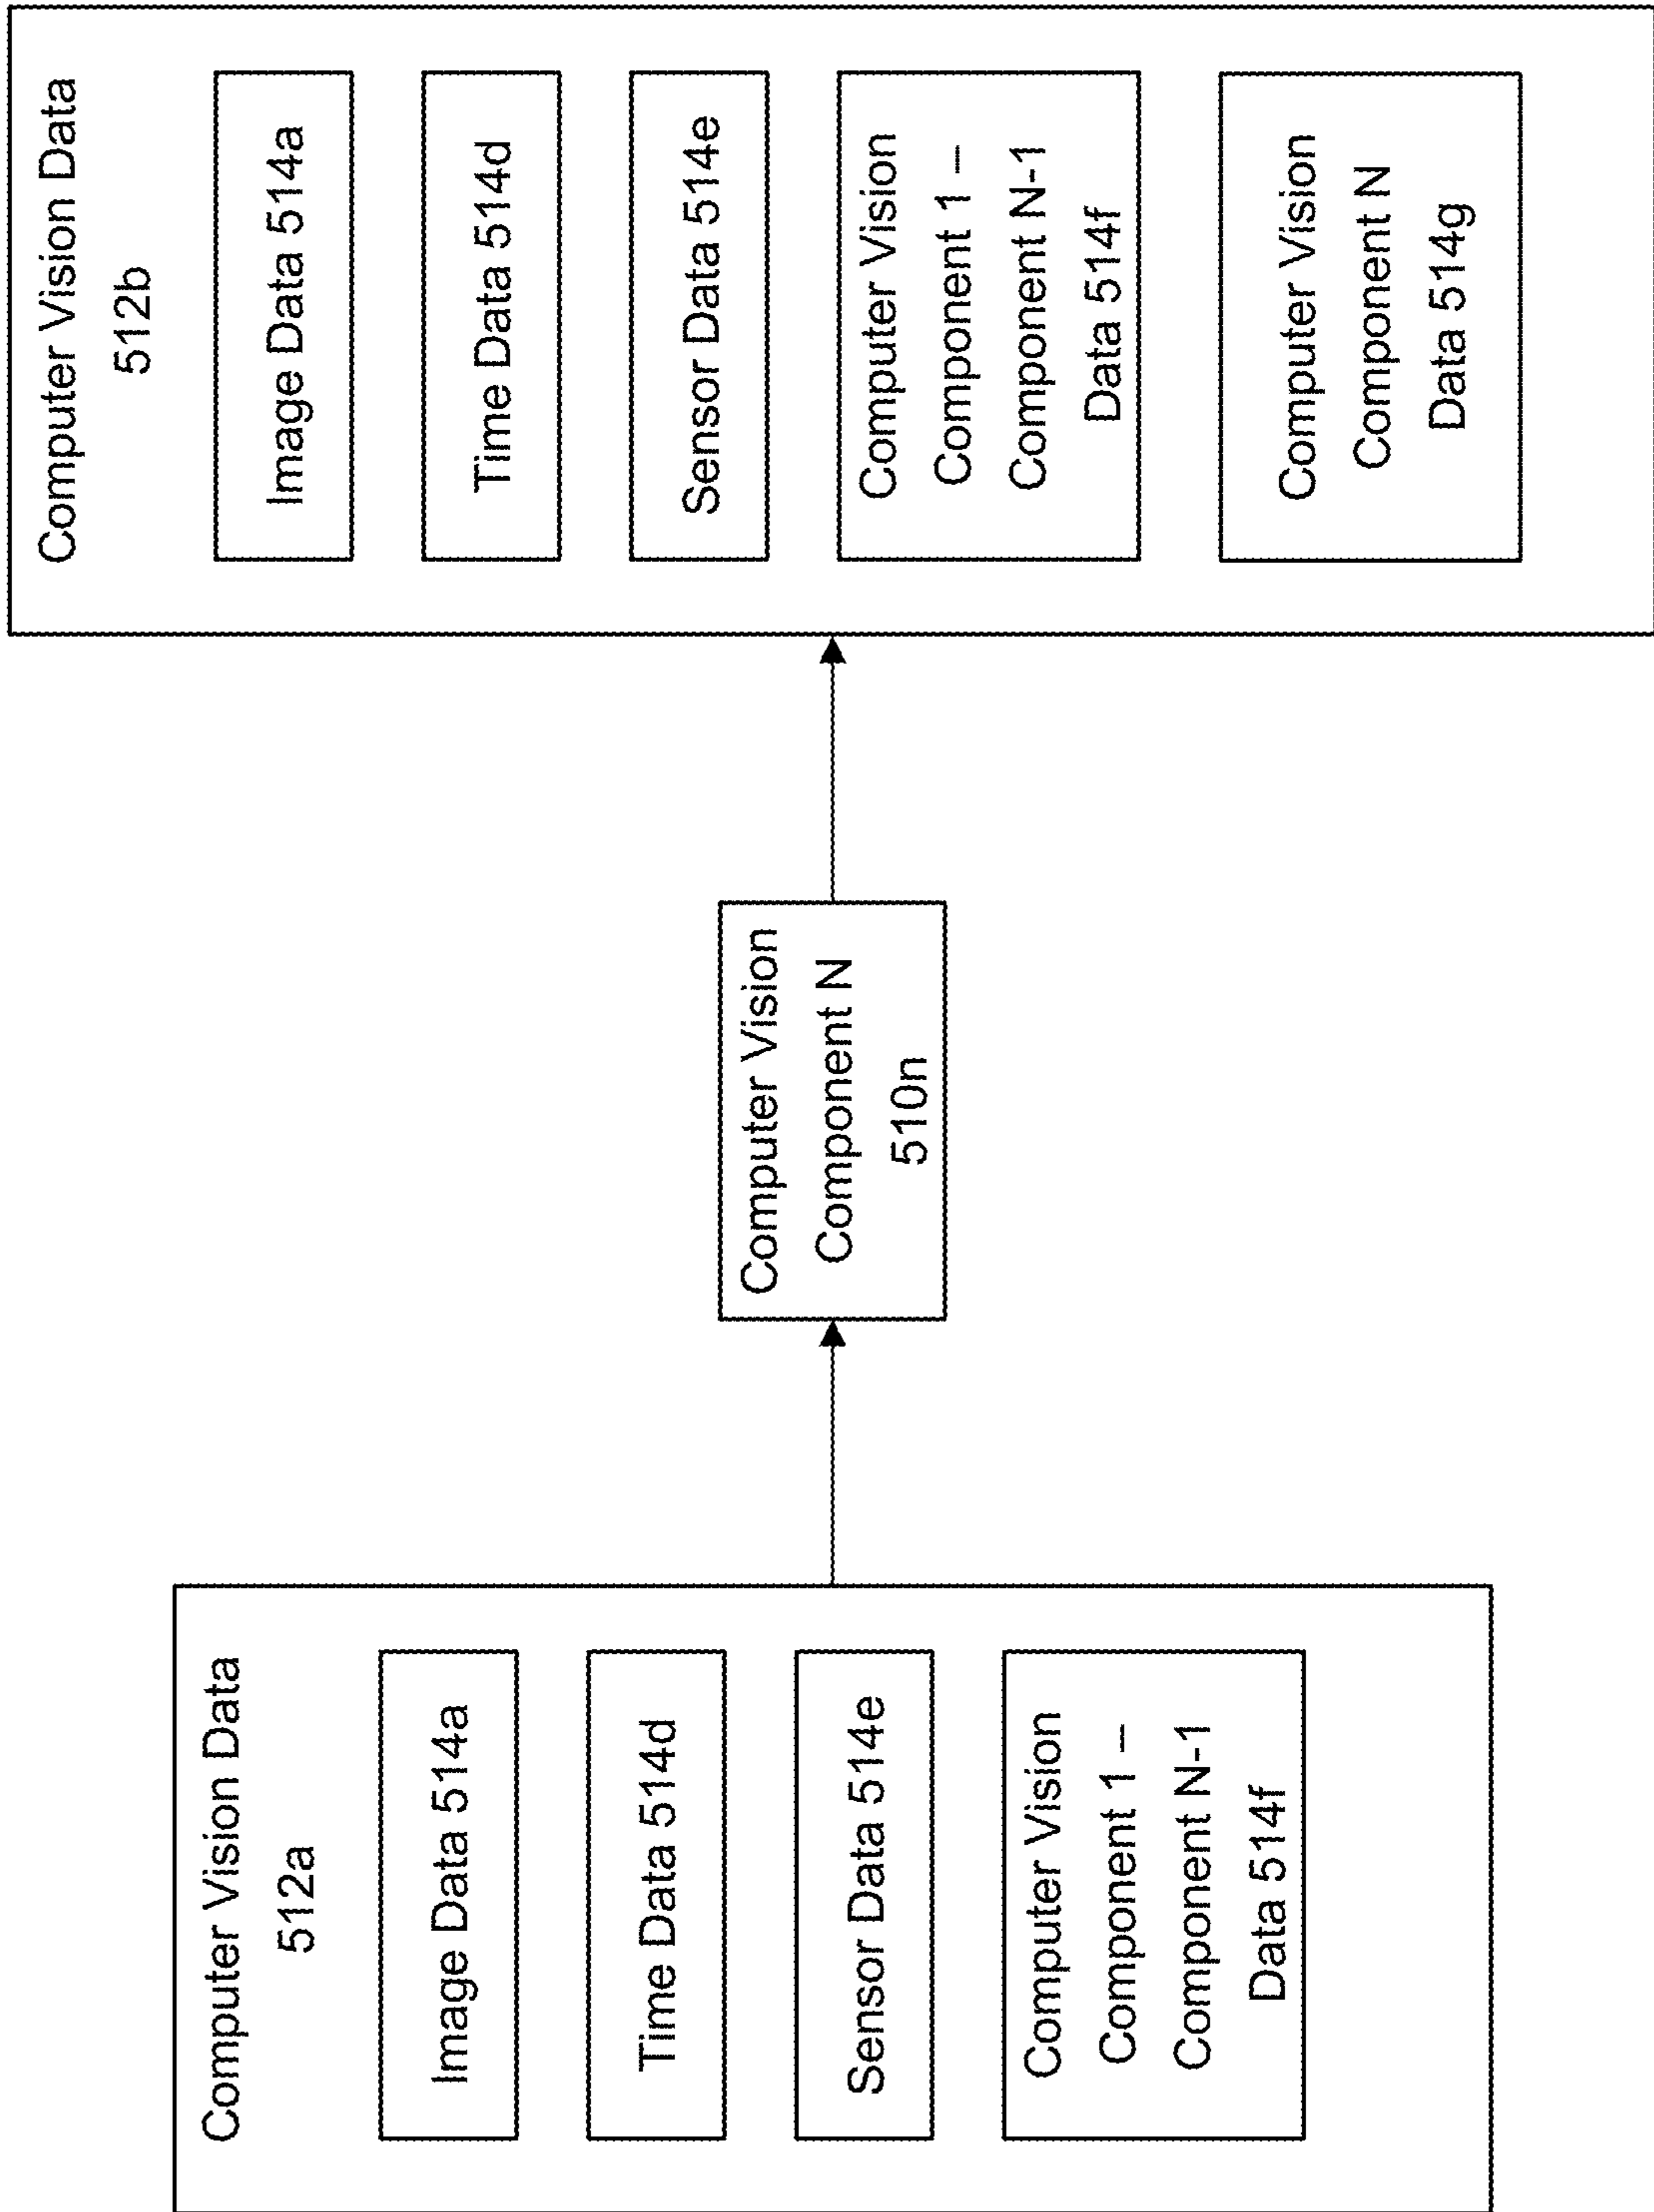 Computer Vision Data
512a
Image Data 514a
Time Data 514d
Sensor Data 514e
Computer Vision
Component 1 –
Component N-1
Data 514f
Computer Vision
Component N
510n
Computer Vision Data
512b
Image Data 514a
Time Data 514d
Sensor Data 514e
Computer Vision
Component 1 –
Component N-1
Data 514f
Computer Vision
Component N
Data 514g